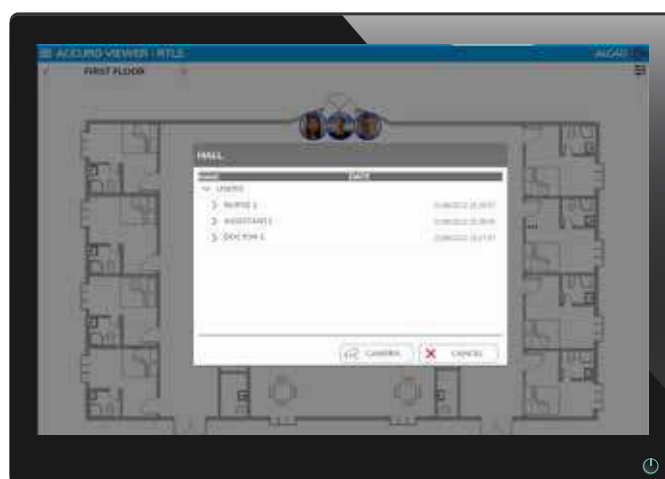 ACCURO VIEWER | RTLS
ALCAD
FIRST FLOOR
HALL
NAME DATE
USERS
NURSE 1
ASSISTANT 1
DOCTOR 1
CAMERA
CANCEL